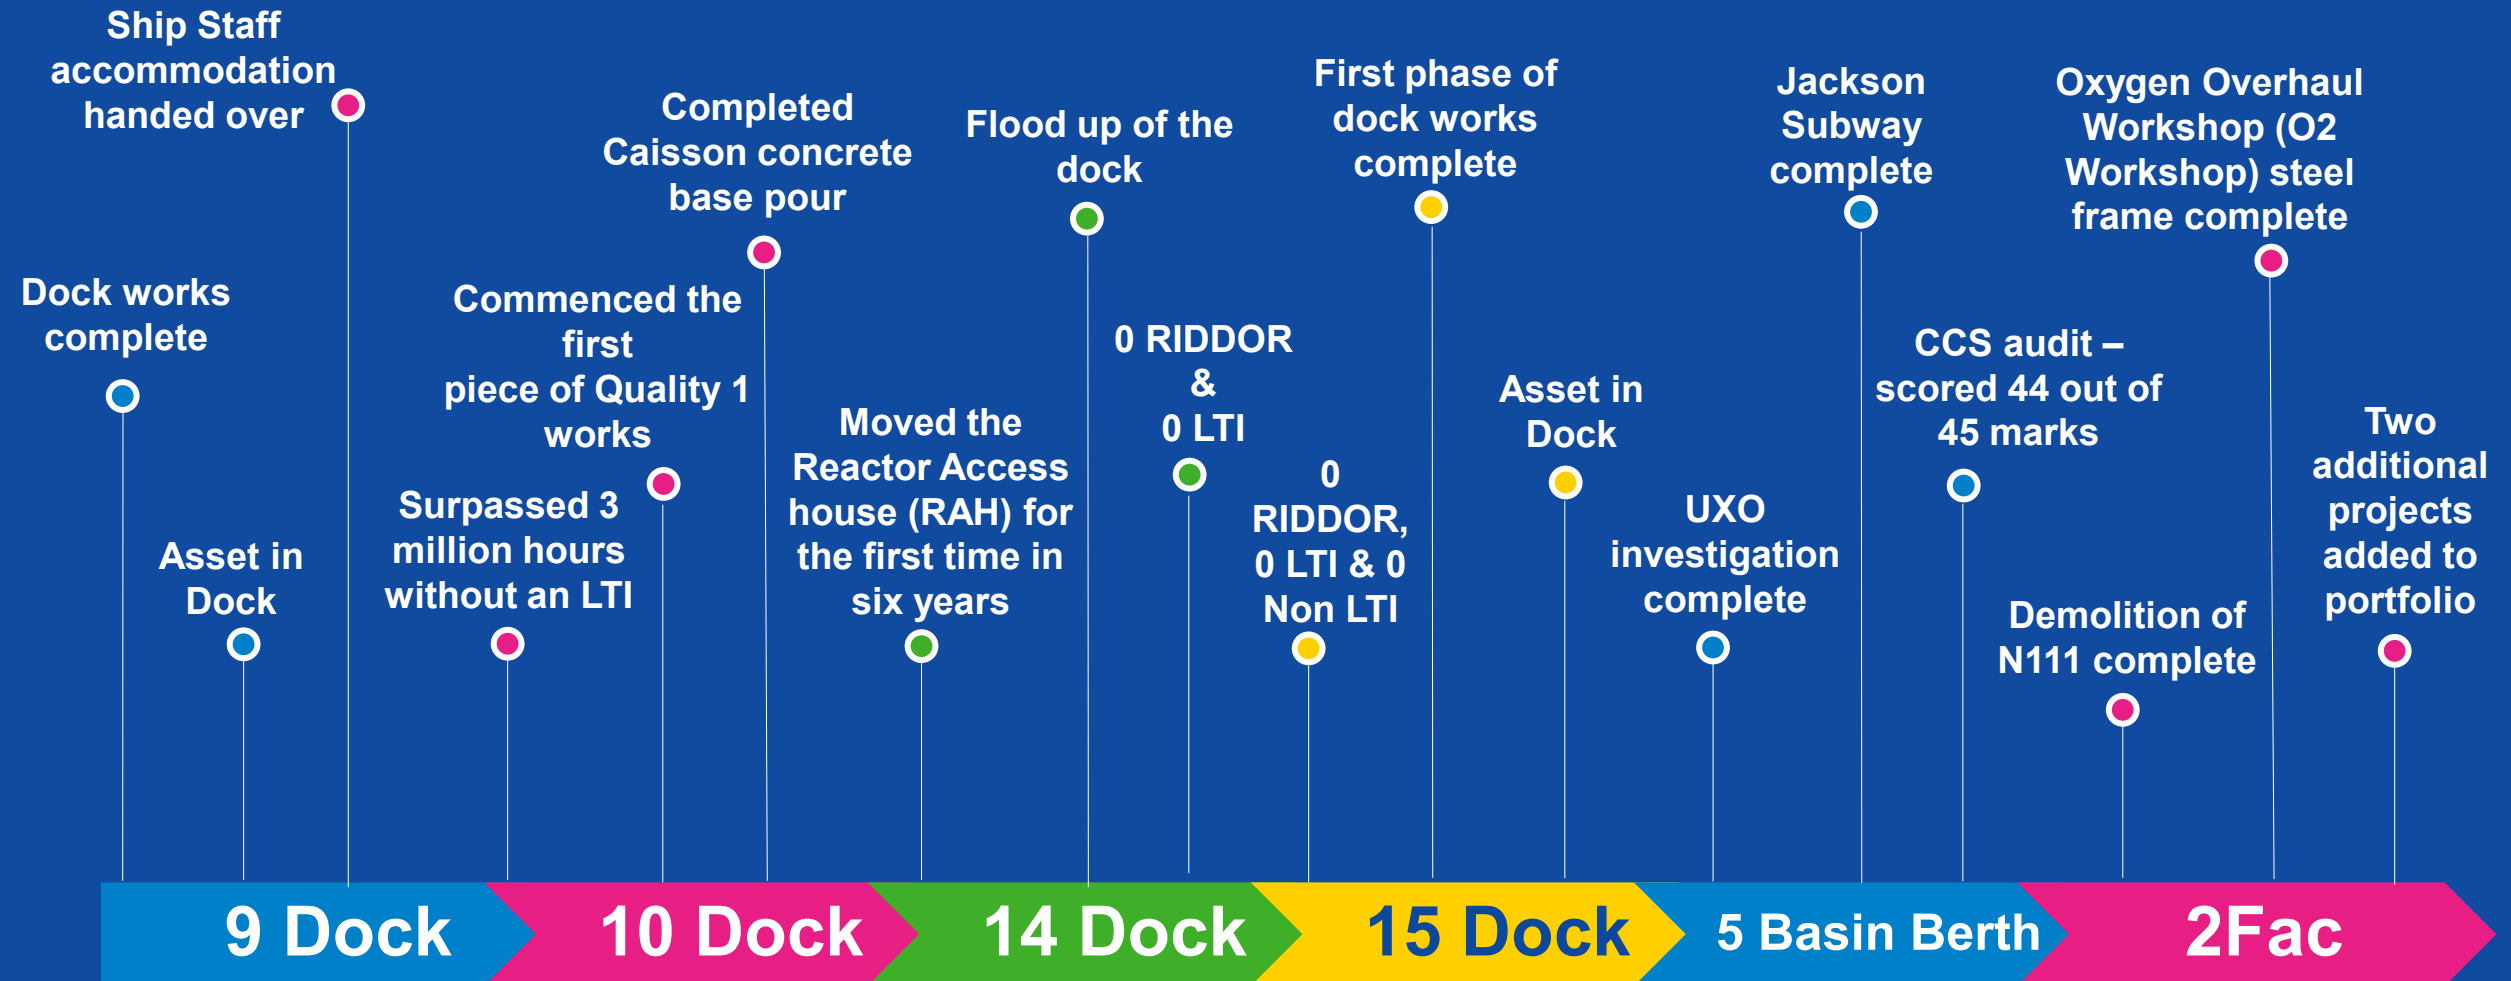 Ship Staff
accommodation
handed over
Dock works
complete
Asset in
Dock
Surpassed 3
million hours
without an LTI
Commenced the
first
piece of Quality 1
works
Completed
Caisson concrete
base pour
Moved the
Reactor Access
house (RAH) for
the first time in
six years
Flood up of the
dock
0 RIDDOR
&
0 LTI
0
RIDDOR,
0 LTI & 0
Non LTI
First phase of
dock works
complete
Asset in
Dock
UXO
investigation
complete
Jackson
Subway
complete
CCS audit –
scored 44 out of
45 marks
Demolition of
N111 complete
Oxygen Overhaul
Workshop (O2
Workshop) steel
frame complete
Two
additional
projects
added to
portfolio
9 Dock
10 Dock
14 Dock
15 Dock
5 Basin Berth
2Fac